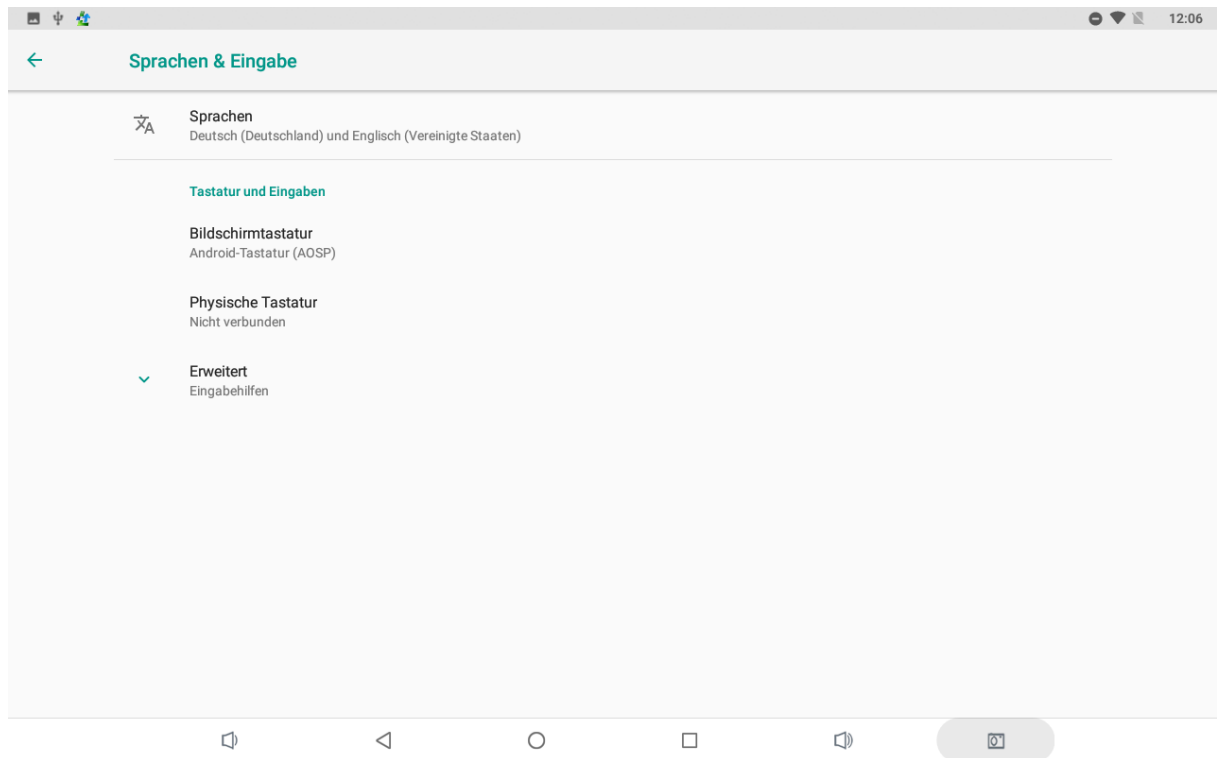 12:06
Sprachen & Eingabe
Sprachen
Deutsch (Deutschland) und Englisch (Vereinigte Staaten)
Tastatur und Eingaben
Bildschirmtastatur
Android-Tastatur (AOSP)
Physische Tastatur
Nicht verbunden
Erweitert
Eingabehilfen